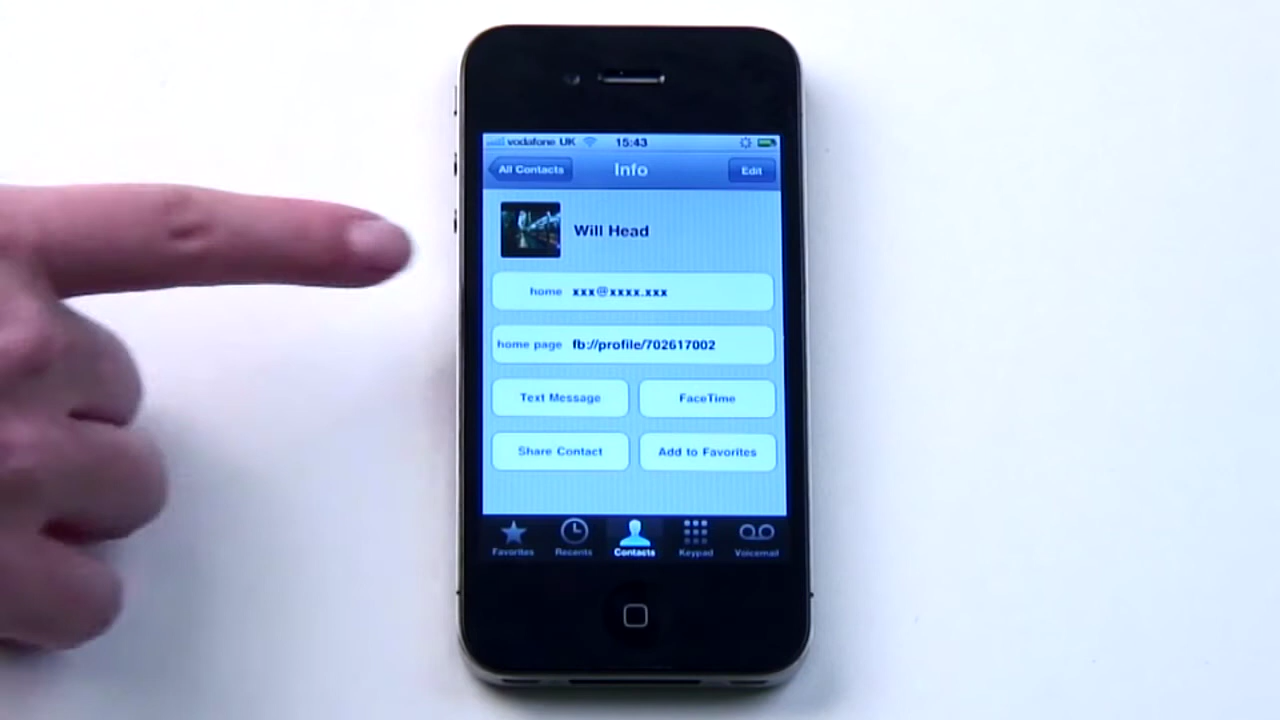 vodafone UK 15:43
All Contacts Info Edit
Will Head
home xxx@xxxx.xxx
home page fb://profile/702617002
Text Message FaceTime
Share Contact Add to Favorites
Favorites Recents Contacts Keypad Voicemail